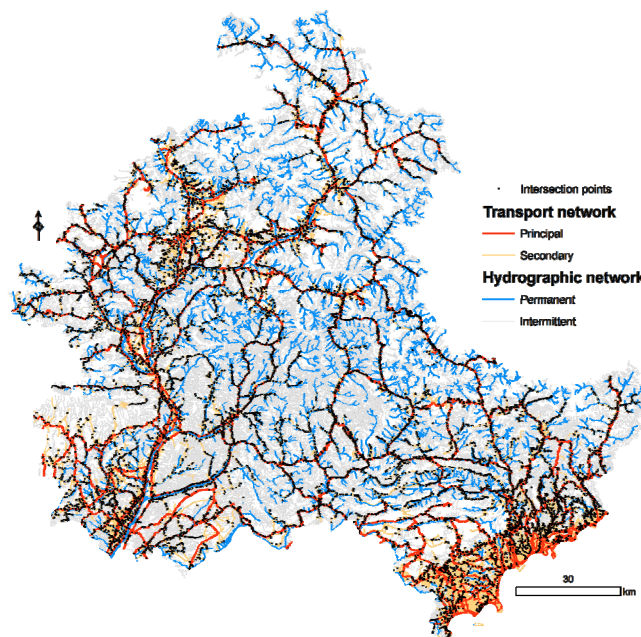 Intersection points
Transport network
Principal
Secondary
Hydrographic network
Permanent
Intermittent
30
km